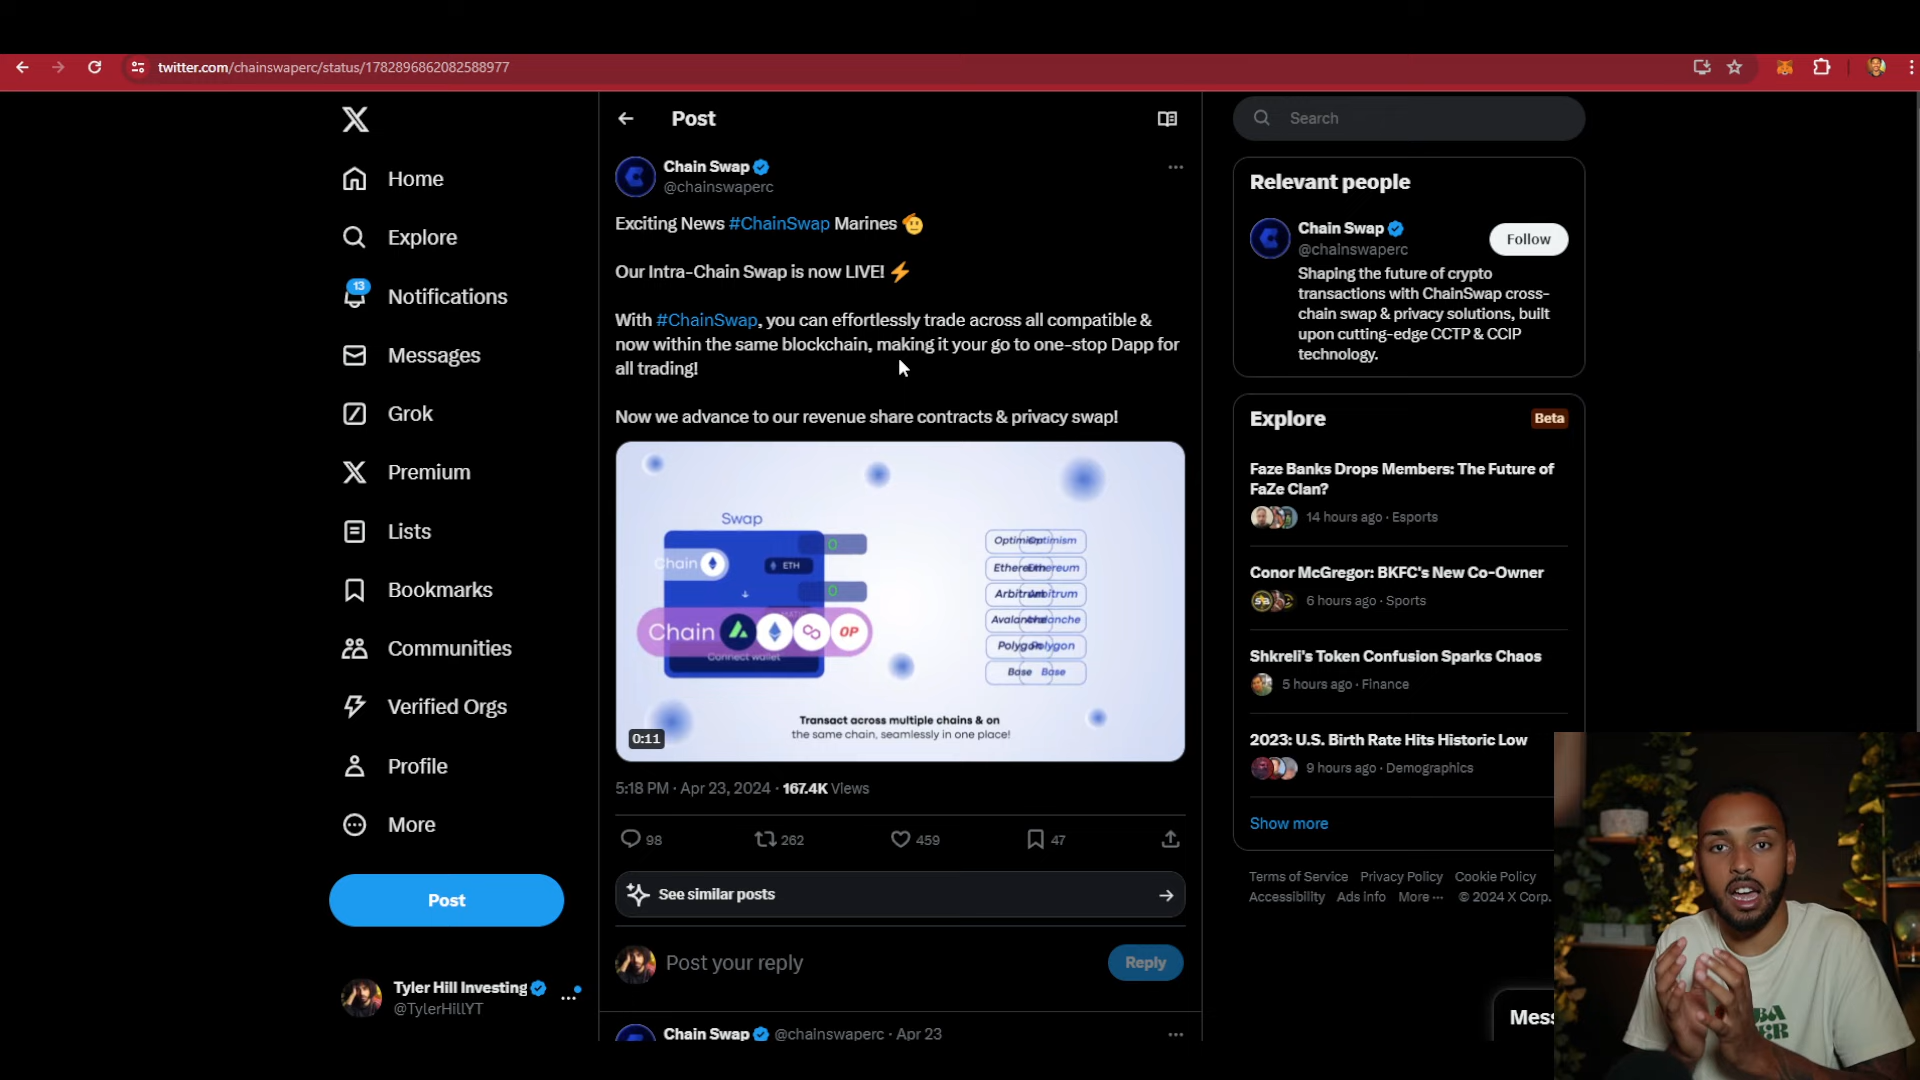 twitter.com/chainswaperc/status/1782896862082588977
Home
Explore
13
Notifications
Messages
Grok
Premium
Lists
Bookmarks
Communities
Verified Orgs
Profile
More
Post
Tyler Hill Investing
@TylerHillYT
Post
Chain Swap
@chainswaperc
Exciting News #ChainSwap Marines
Our Intra-Chain Swap is now LIVE!
With #ChainSwap, you can effortlessly trade across all compatible &
now within the same blockchain, making it your go to one-stop Dapp for
all trading!
Now we advance to our revenue share contracts & privacy swap!
Swap
Chain
ETH
0
0
Chain
OP
Connect wallet
Optimism
Ethereum
Arbitrum
Avalanche
Polygon Polygon
Base Base
Transact across multiple chains & on
the same chain, seamlessly in one place!
0:11
5:18 PM · Apr 23, 2024 · 167.4K Views
98
262
459
47
See similar posts
Post your reply
Reply
Chain Swap @chainswaperc · Apr 23
Search
Relevant people
Chain Swap
@chainswaperc
Follow
Shaping the future of crypto
transactions with ChainSwap cross-
chain swap & privacy solutions, built
upon cutting-edge CCTP & CCIP
technology.
Explore
Beta
Faze Banks Drops Members: The Future of
FaZe Clan?
14 hours ago · Esports
Conor McGregor: BKFC's New Co-Owner
6 hours ago · Sports
Shkreli's Token Confusion Sparks Chaos
5 hours ago · Finance
2023: U.S. Birth Rate Hits Historic Low
9 hours ago · Demographics
Show more
Terms of Service Privacy Policy Cookie Policy
Accessibility Ads info More ··· © 2024 X Corp.